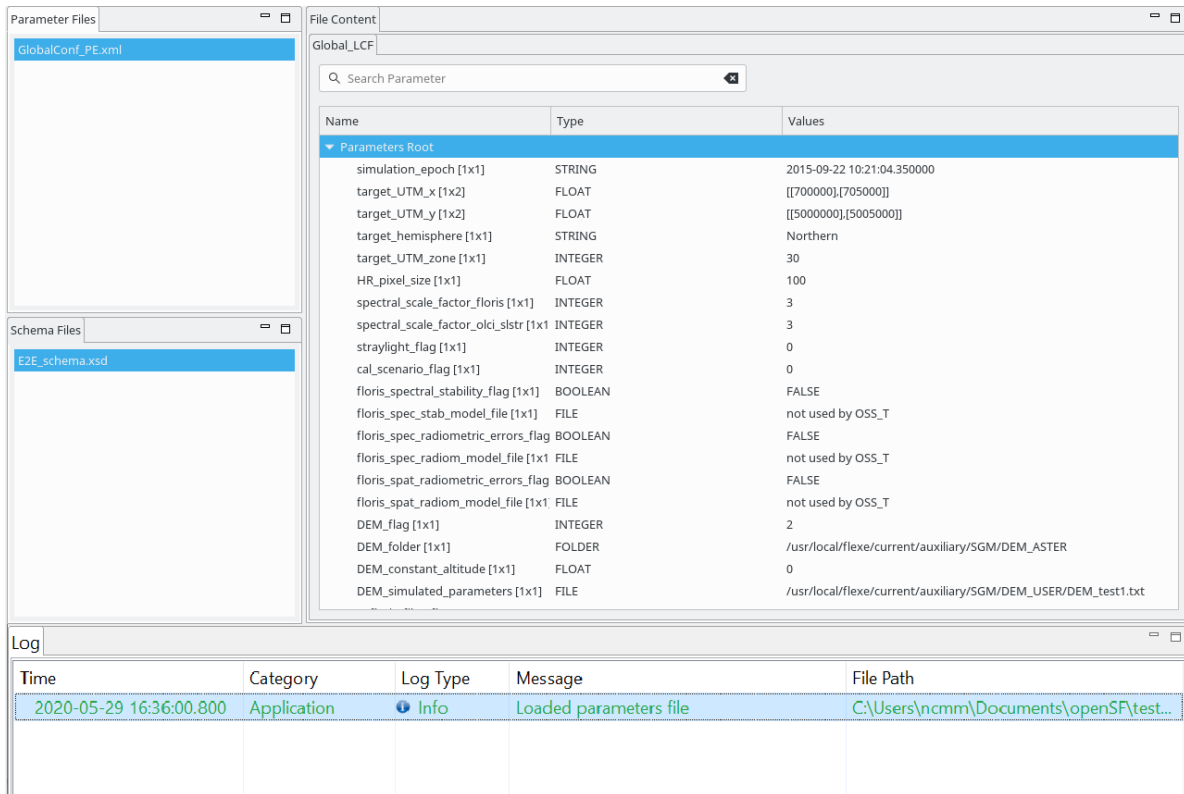 Parameter Files
GlobalConf_PE.xml
Schema Files
E2E_schema.xsd
File Content
Global_LCF
Search Parameter
Name Type Values
Parameters Root
simulation_epoch [1x1] STRING 2015-09-22 10:21:04.350000
target_UTM_x [1x2] FLOAT [[700000],[705000]]
target_UTM_y [1x2] FLOAT [[5000000],[5005000]]
target_hemisphere [1x1] STRING Northern
target_UTM_zone [1x1] INTEGER 30
HR_pixel_size [1x1] FLOAT 100
spectral_scale_factor_floris [1x1] INTEGER 3
spectral_scale_factor_olci_slstr [1x1 INTEGER 3
straylight_flag [1x1] INTEGER 0
cal_scenario_flag [1x1] INTEGER 0
floris_spectral_stability_flag [1x1] BOOLEAN FALSE
floris_spec_stab_model_file [1x1] FILE not used by OSS_T
floris_spec_radiometric_errors_flag BOOLEAN FALSE
floris_spec_radiom_model_file [1x1 FILE not used by OSS_T
floris_spat_radiometric_errors_flag BOOLEAN FALSE
floris_spat_radiom_model_file [1x1] FILE not used by OSS_T
DEM_flag [1x1] INTEGER 2
DEM_folder [1x1] FOLDER /usr/local/flexe/current/auxiliary/SGM/DEM_ASTER
DEM_constant_altitude [1x1] FLOAT 0
DEM_simulated_parameters [1x1] FILE /usr/local/flexe/current/auxiliary/SGM/DEM_USER/DEM_test1.txt
Log
Time Category Log Type Message File Path
2020-05-29 16:36:00.800 Application Info Loaded parameters file C:\Users\ncmm\Documents\openSF\test...